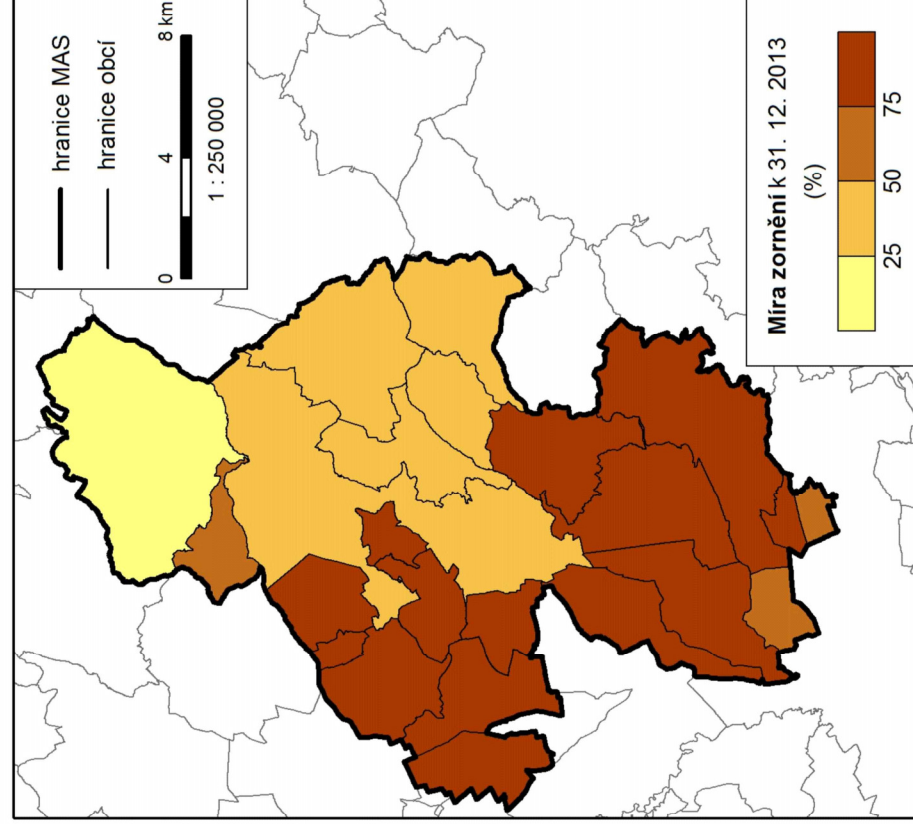 hranice MAS
hranice obcí
0 4 8 km
1 : 250 000
Míra zornění k 31. 12. 2013
(%)
25 50 75